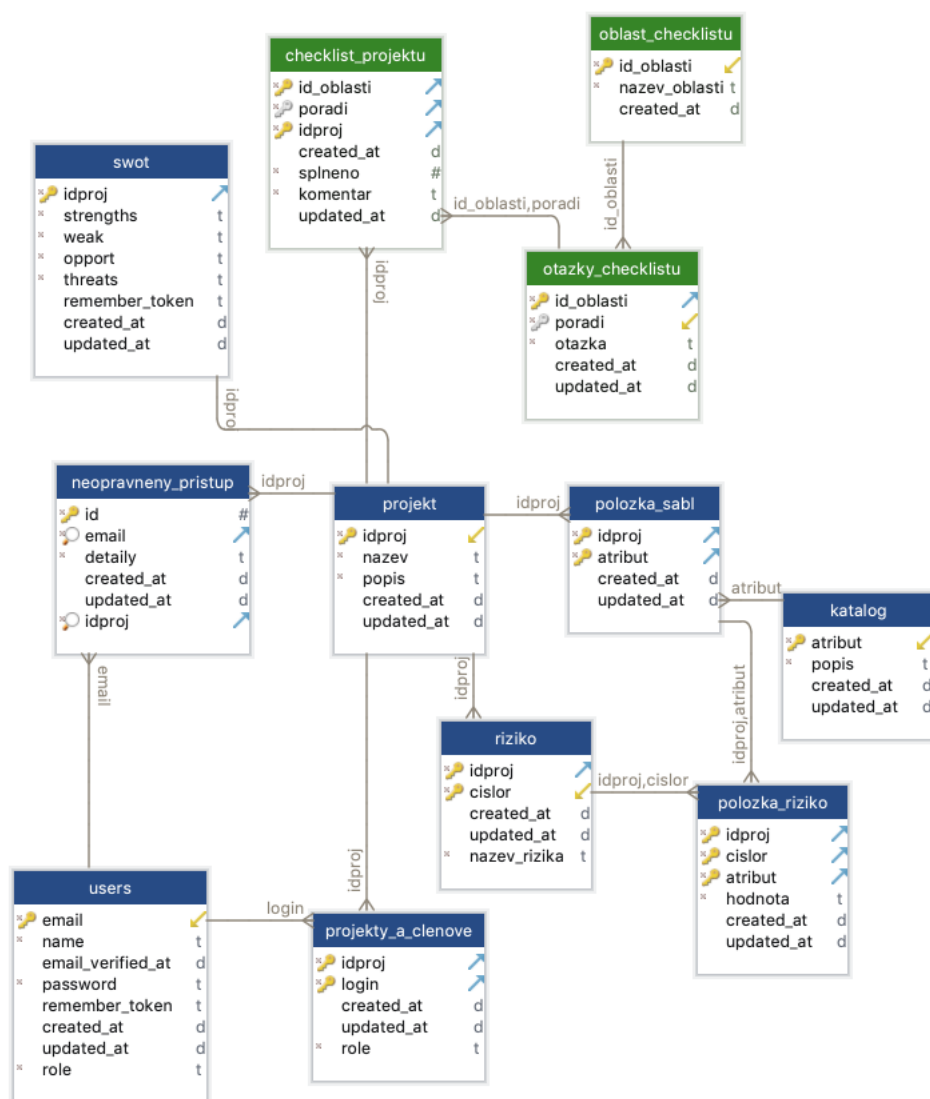 oblast_checklistu
id_oblasti
nazev_oblasti t
created_at d
checklist_projektu
id_oblasti
poradi
idproj
created_at d
splneno #
komentar t
updated_at d
swot
idproj
strengths t
weak t
opport t
threats t
remember_token t
created_at d
updated_at d
id_oblasti,poradi
id_oblasti
otazky_checklistu
id_oblasti
poradi
otazka t
created_at d
updated_at d
idproj
idpro
neopravneny_pristup
id #
email
detaily t
created_at d
updated_at d
idproj
idproj
projekt
idproj
nazev t
popis t
created_at d
updated_at d
idproj
polozka_sabl
idproj
atribut
created_at d
updated_at d
atribut
katalog
atribut
popis t
created_at d
updated_at d
email
idproj
idproj
riziko
idproj
cislor
created_at d
updated_at d
nazev_rizika t
idproj,cislor
idproj,atribut
polozka_riziko
idproj
cislor
atribut
hodnota t
created_at d
updated_at d
users
email
name t
email_verified_at d
password t
remember_token t
created_at d
updated_at d
role t
login
projekty_a_clenove
idproj
login
created_at d
updated_at d
role t